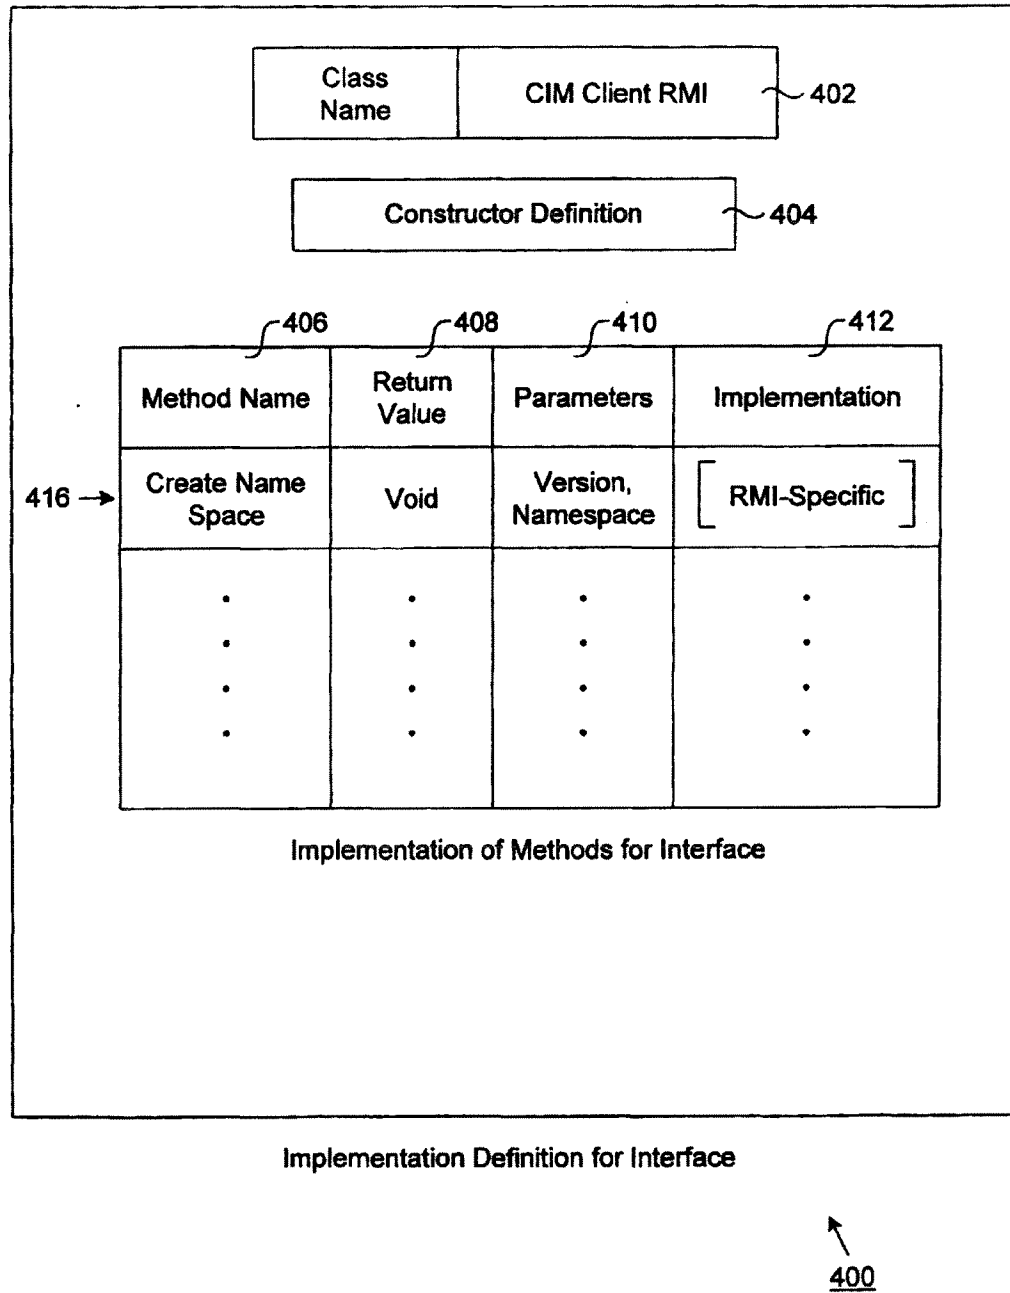 Class
Name
CIM Client RMI
402
Constructor Definition
404
406
408
410
412
Method Name
Return
Value
Parameters
Implementation
416
Create Name
Space
Void
Version,
Namespace
[RMI-Specific]
Implementation of Methods for Interface
Implementation Definition for Interface
400